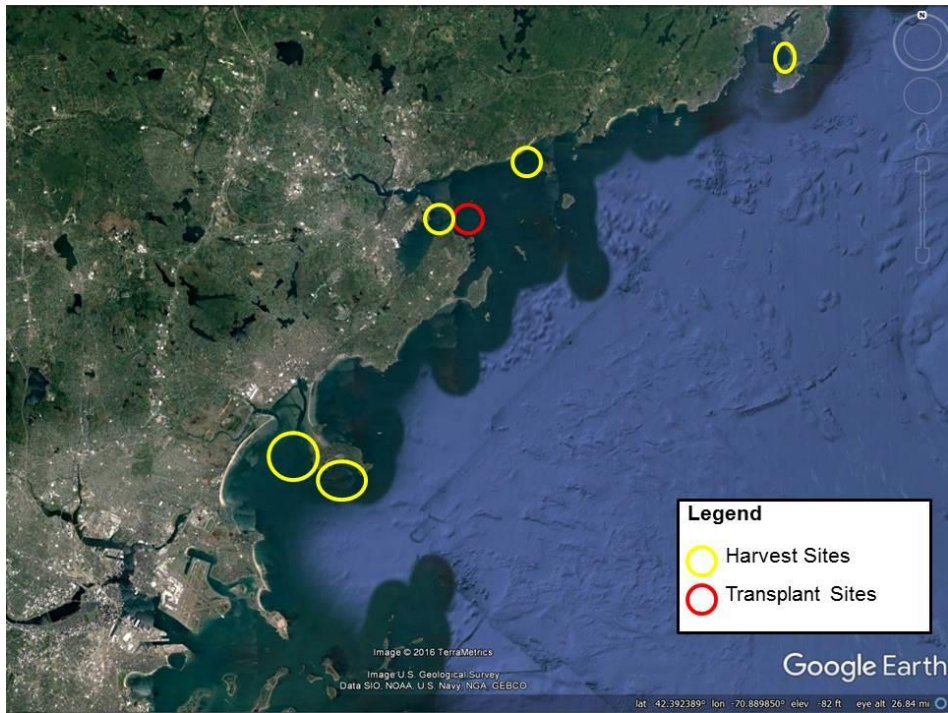 N
Legend
Harvest Sites
Transplant Sites
Image © 2016 TerraMetrics
Image U.S. Geological Survey
Data SIO, NOAA, U.S. Navy, NGA, GEBCO
Google Earth
lat 42.392389° lon -70.889850° elev -82 ft eye alt 26.84 mi